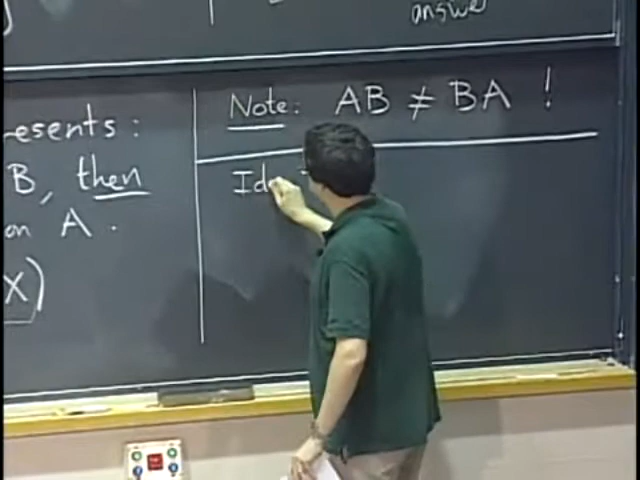 answer
esents :
B, then
on A .
X)
Note: AB ≠ BA !
Id